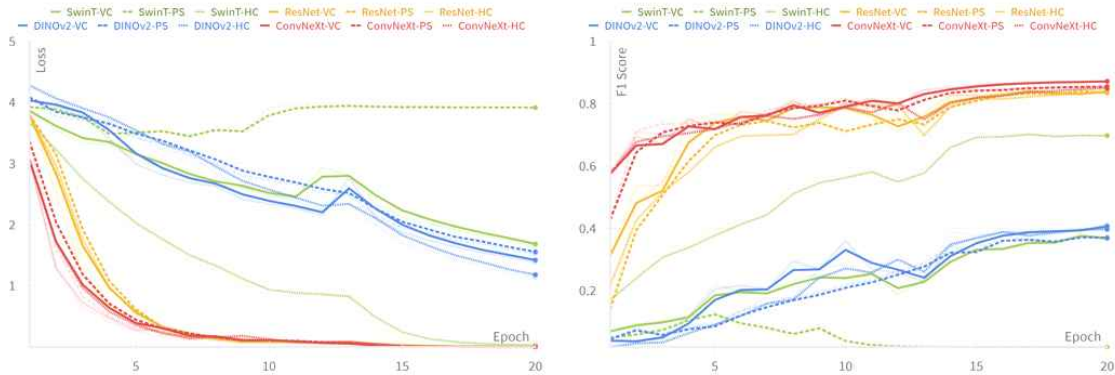 SwinT-VC SwinT-PS SwinT-HC ResNet-VC ResNet-PS ResNet-HC
DINOv2-VC DINOv2-PS DINOv2-HC ConvNeXt-VC ConvNeXt-PS ConvNeXt-HC
5
Loss
4
3
2
1
Epoch
5 10 15 20
SwinT-VC SwinT-PS SwinT-HC ResNet-VC ResNet-PS ResNet-HC
DINOv2-VC DINOv2-PS DINOv2-HC ConvNeXt-VC ConvNeXt-PS ConvNeXt-HC
1
F1 Score
0.8
0.6
0.4
0.2
Epoch
5 10 15 20